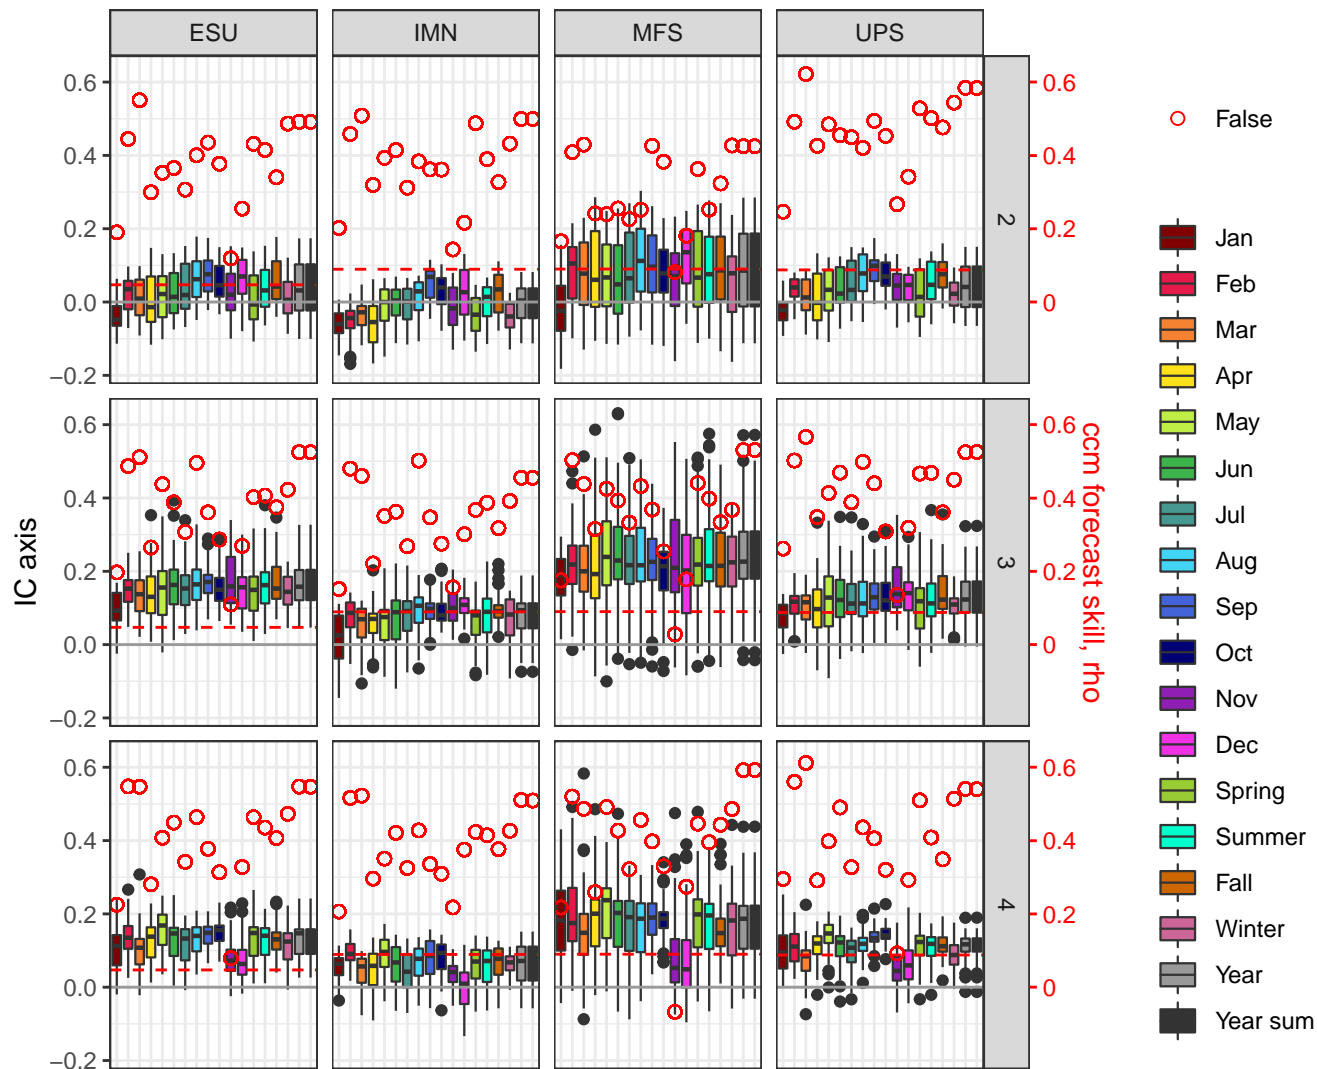 ESU IMN MFS UPS
0.6
0.4
0.2
0.0
−0.2
0.6
0.4
0.2
0
2
0.6
0.4
0.2
0.0
−0.2
0.6
0.4
0.2
0
3
0.6
0.4
0.2
0.0
−0.2
0.6
0.4
0.2
0
4
IC axis
ccm forecast skill, rho
False
Jan
Feb
Mar
Apr
May
Jun
Jul
Aug
Sep
Oct
Nov
Dec
Spring
Summer
Fall
Winter
Year
Year sum